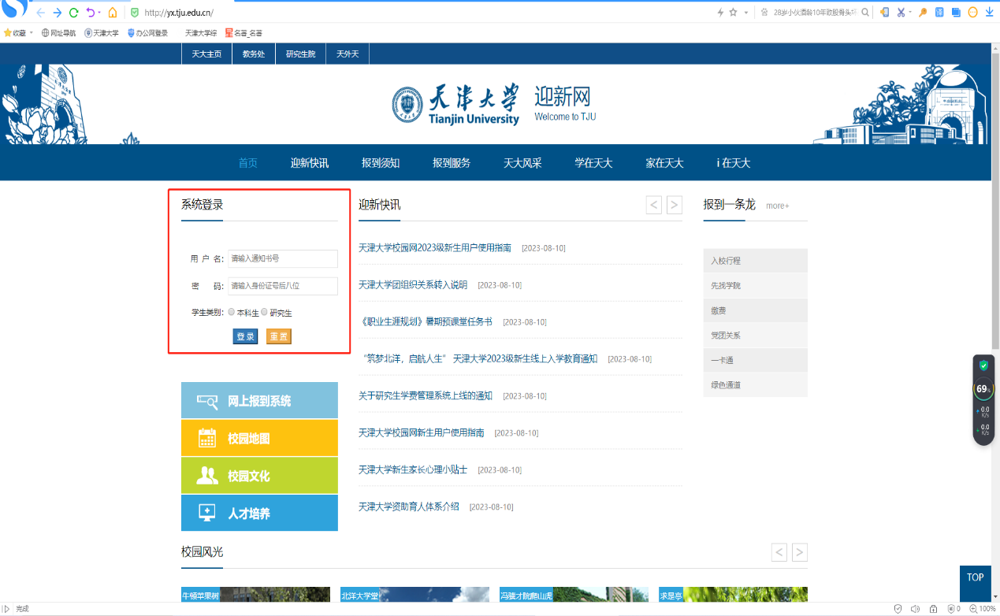 http://yx.tju.edu.cn/
28岁小伙酒龄10年致股骨头坏
收藏 网址导航 天津大学 办公网登录 天津大学综 名著_名著
天大主页 教务处 研究生院 天外天
天津大学 迎新网
Tianjin University Welcome to TJU
首页 迎新快讯 报到须知 报到服务 天大风采 学在天大 家在天大 i 在天大
系统登录
用 户 名: 请输入通知书号
密 码: 请输入身份证号后八位
学生类别: 本科生 研究生
登 录 重 置
网上报到系统
校园地图
校园文化
人才培养
迎新快讯 < >
天津大学校园网2023级新生用户使用指南 [2023-08-10]
天津大学团组织关系转入说明 [2023-08-10]
《职业生涯规划》暑期预课堂任务书 [2023-08-10]
“筑梦北洋，启航人生” 天津大学2023级新生线上入学教育通知 [2023-08-10]
关于研究生学费管理系统上线的通知 [2023-08-10]
天津大学校园网新生用户使用指南 [2023-08-10]
天津大学新生家长心理小贴士 [2023-08-10]
天津大学资助育人体系介绍 [2023-08-10]
报到一条龙 more+
入校行程
先找学院
缴费
党团关系
一卡通
绿色通道
69%
0.0
K/s
0.0
K/s
校园风光 < >
牛顿苹果树 北洋大学堂 冯骥才院爬山虎 求是亭
TOP
完成 0 100%